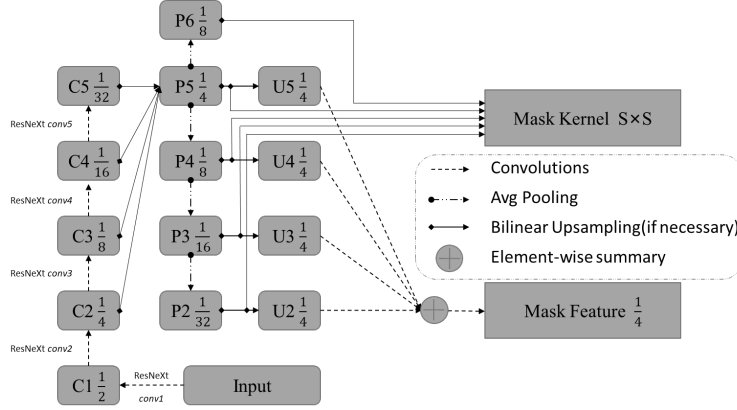 P6 1/8
C5 1/32
P5 1/4
U5 1/4
Mask Kernel S×S
ResNeXt conv5
C4 1/16
P4 1/8
U4 1/4
Convolutions
ResNeXt conv4
Avg Pooling
C3 1/8
P3 1/16
U3 1/4
Bilinear Upsampling(if necessary)
Element-wise summary
ResNeXt conv3
C2 1/4
P2 1/32
U2 1/4
Mask Feature 1/4
ResNeXt conv2
C1 1/2
ResNeXt
conv1
Input